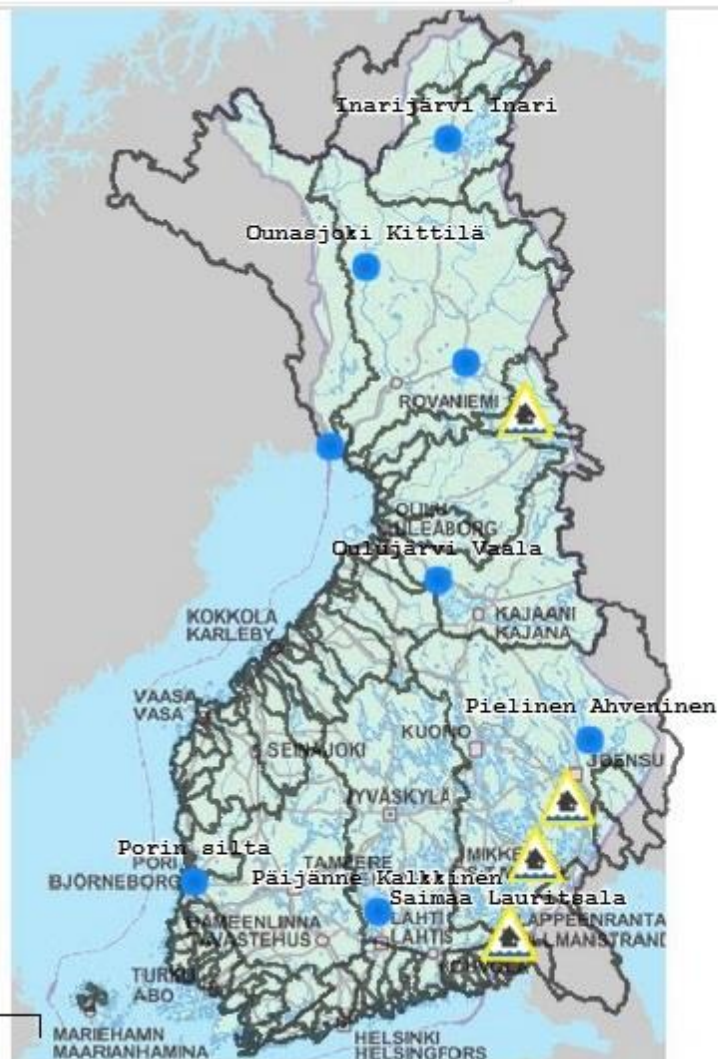 Inarijärvi Inari
Ounasjoki Kittilä
ROVANIEMI
OULU
ULEÅBORG
Oulujärvi Vaala
KOKKOLA
KARLEBY
KAJAANI
KAJANA
VAASA
VASA
Pielinen Ahveninen
KUOPIO
SEINÄJOKI
JOENSU
JYVÄSKYLÄ
Porin silta
PORI
BJÖRNEBORG
TAMPERE
MIKKE
Päijänne Kalkkinen
Saimaa Lauritsala
HÄMEENLINNA
TAVASTEHUS
LAHTI
LAHTIS
LAPPEENRANTA
TURKU
ÅBO
MARIEHAMN
MAARIANHAMINA
HELSINKI
HELSINGFORS